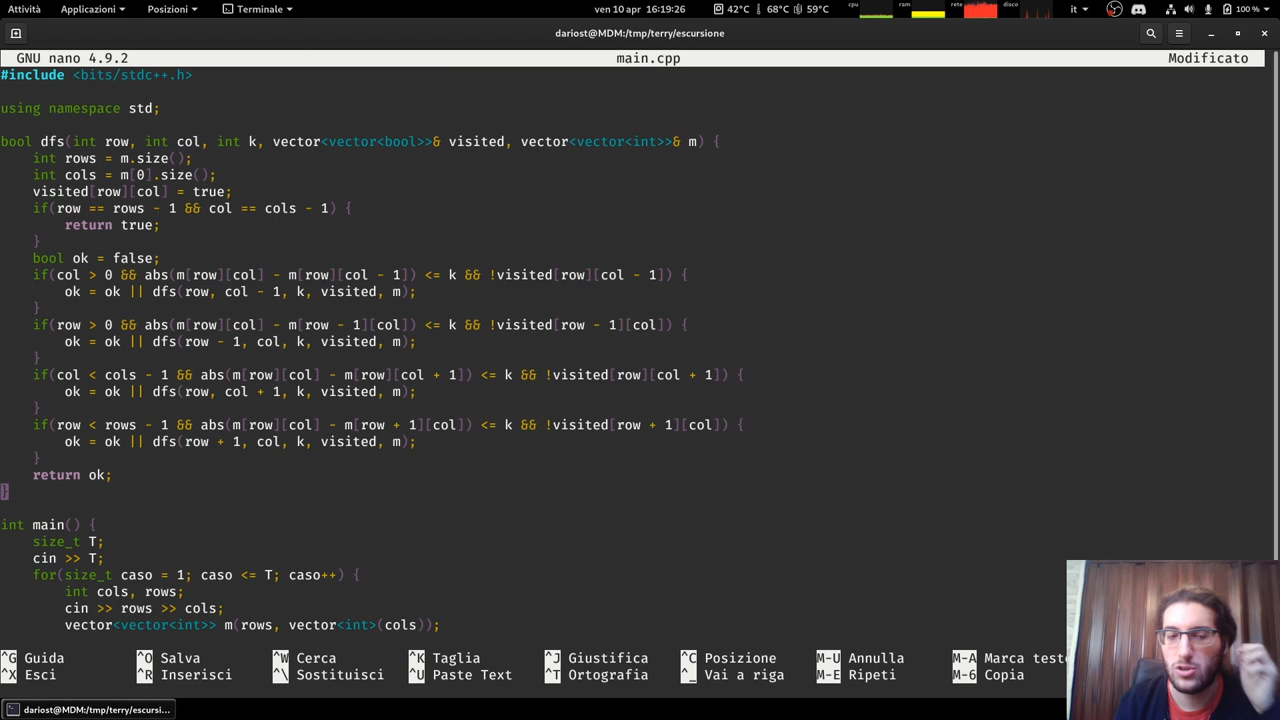 Attività Applicazioni Posizioni Terminale ven 10 apr 16:19:26 42°C 68°C 59°C cpu ram rete disco it 100 %
dariost@MDM:/tmp/terry/escursione
GNU nano 4.9.2 main.cpp Modificato
#include <bits/stdc++.h>
using namespace std;
bool dfs(int row, int col, int k, vector<vector<bool>>& visited, vector<vector<int>>& m) {
    int rows = m.size();
    int cols = m[0].size();
    visited[row][col] = true;
    if(row == rows - 1 && col == cols - 1) {
        return true;
    }
    bool ok = false;
    if(col > 0 && abs(m[row][col] - m[row][col - 1]) <= k && !visited[row][col - 1]) {
        ok = ok || dfs(row, col - 1, k, visited, m);
    }
    if(row > 0 && abs(m[row][col] - m[row - 1][col]) <= k && !visited[row - 1][col]) {
        ok = ok || dfs(row - 1, col, k, visited, m);
    }
    if(col < cols - 1 && abs(m[row][col] - m[row][col + 1]) <= k && !visited[row][col + 1]) {
        ok = ok || dfs(row, col + 1, k, visited, m);
    }
    if(row < rows - 1 && abs(m[row][col] - m[row + 1][col]) <= k && !visited[row + 1][col]) {
        ok = ok || dfs(row + 1, col, k, visited, m);
    }
    return ok;
}
int main() {
    size_t T;
    cin >> T;
    for(size_t caso = 1; caso <= T; caso++) {
        int cols, rows;
        cin >> rows >> cols;
        vector<vector<int>> m(rows, vector<int>(cols));
^G Guida ^O Salva ^W Cerca ^K Taglia ^J Giustifica ^C Posizione M-U Annulla M-A Marca testo
^X Esci ^R Inserisci ^\ Sostituisci ^U Paste Text ^T Ortografia ^_ Vai a riga M-E Ripeti M-6 Copia
dariost@MDM:/tmp/terry/escursi...